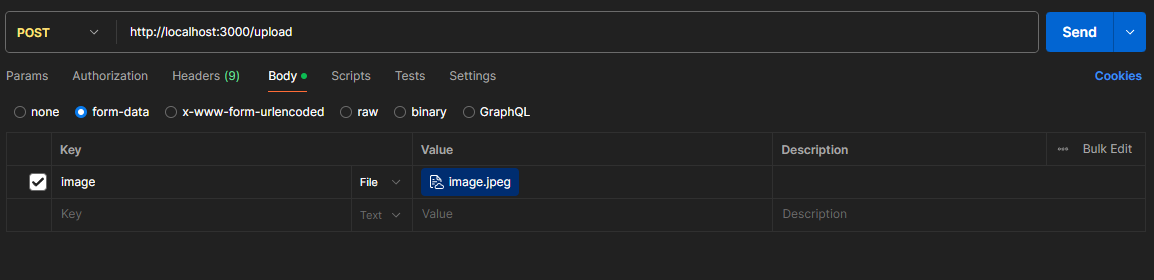 POST http://localhost:3000/upload Send
Params Authorization Headers (9) Body Scripts Tests Settings Cookies
none form-data x-www-form-urlencoded raw binary GraphQL
Key Value Description Bulk Edit
image File image.jpeg
Key Text Value Description